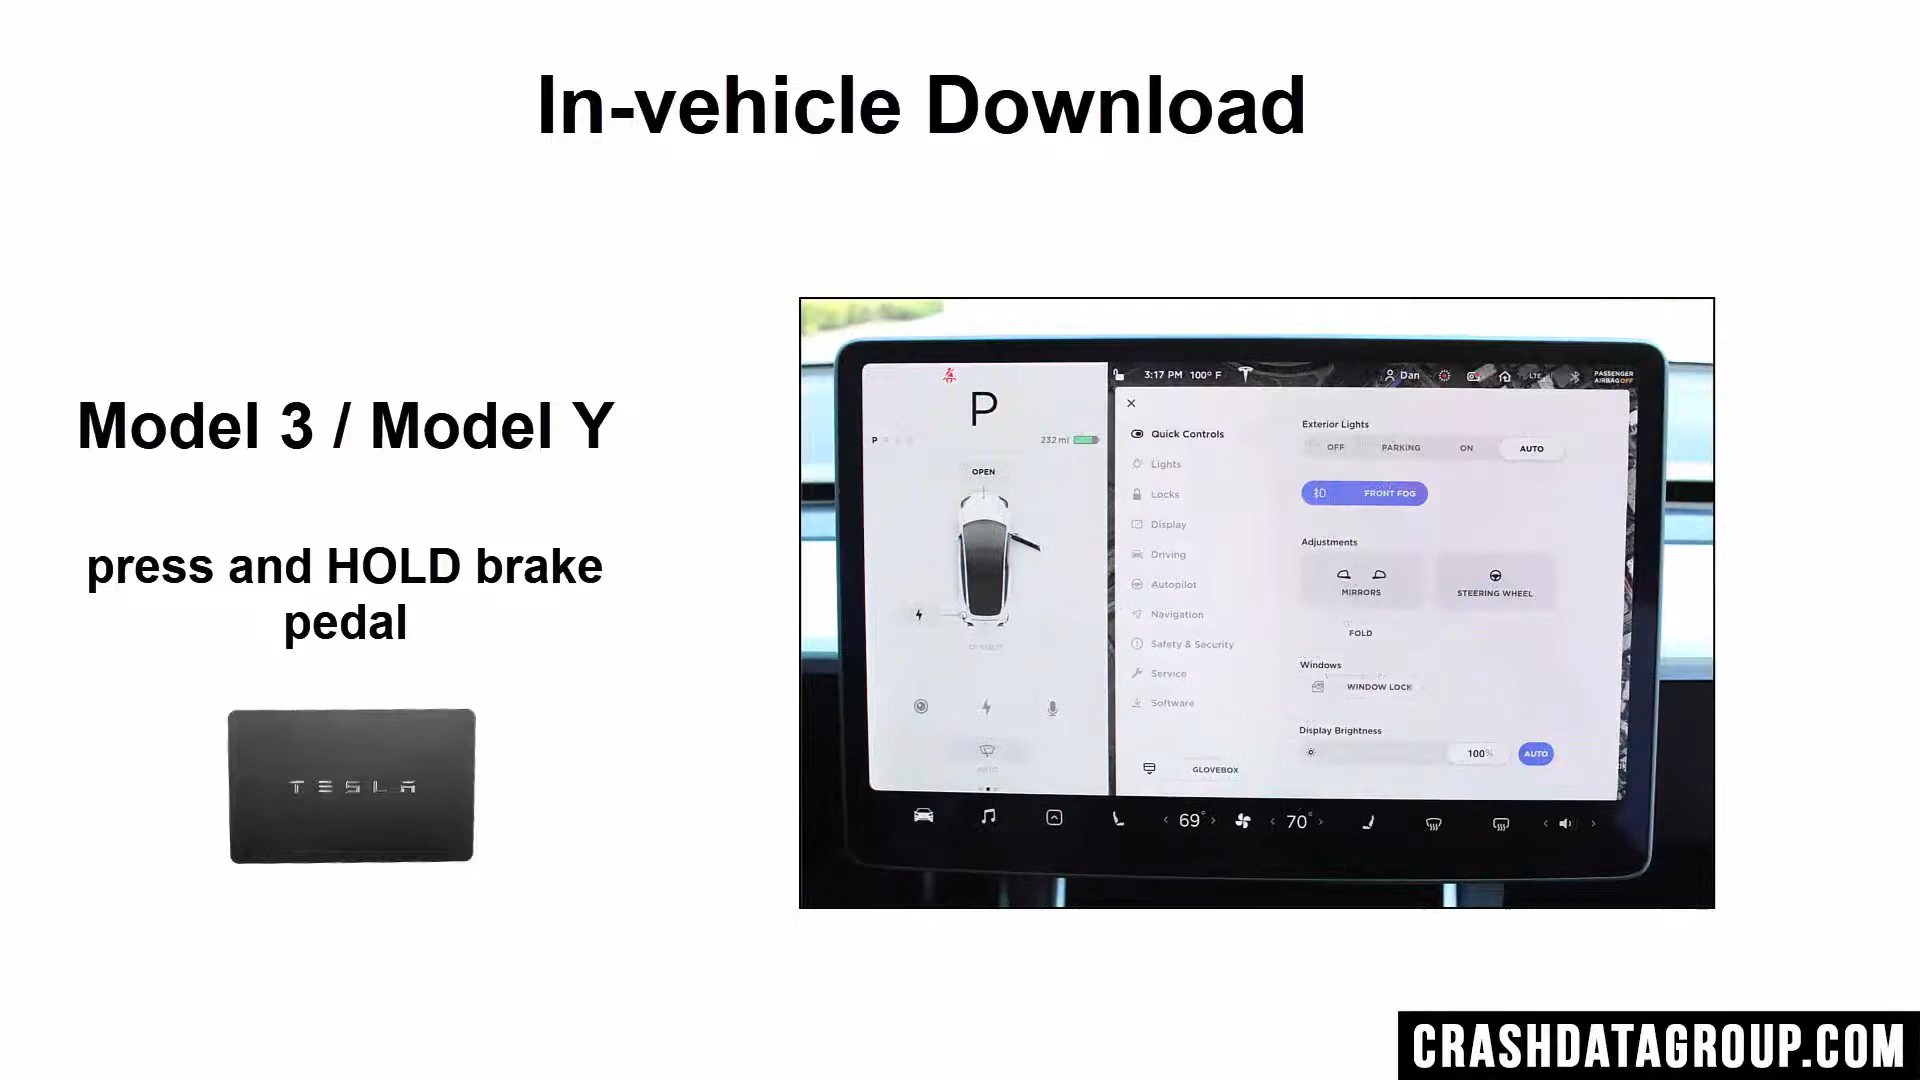 In-vehicle Download
Model 3 / Model Y
press and HOLD brake
pedal
TESLA
P
P
232 mi
OPEN
AUTO
3:17 PM 100° F
Dan
LTE
PASSENGER
AIRBAG OFF
Quick Controls
Lights
Locks
Display
Driving
Autopilot
Navigation
Safety & Security
Service
Software
GLOVEBOX
Exterior Lights
OFF PARKING ON AUTO
FRONT FOG
Adjustments
MIRRORS STEERING WHEEL
FOLD
Windows
WINDOW LOCK
Display Brightness
100% AUTO
69° 70°
CRASHDATAGROUP.COM